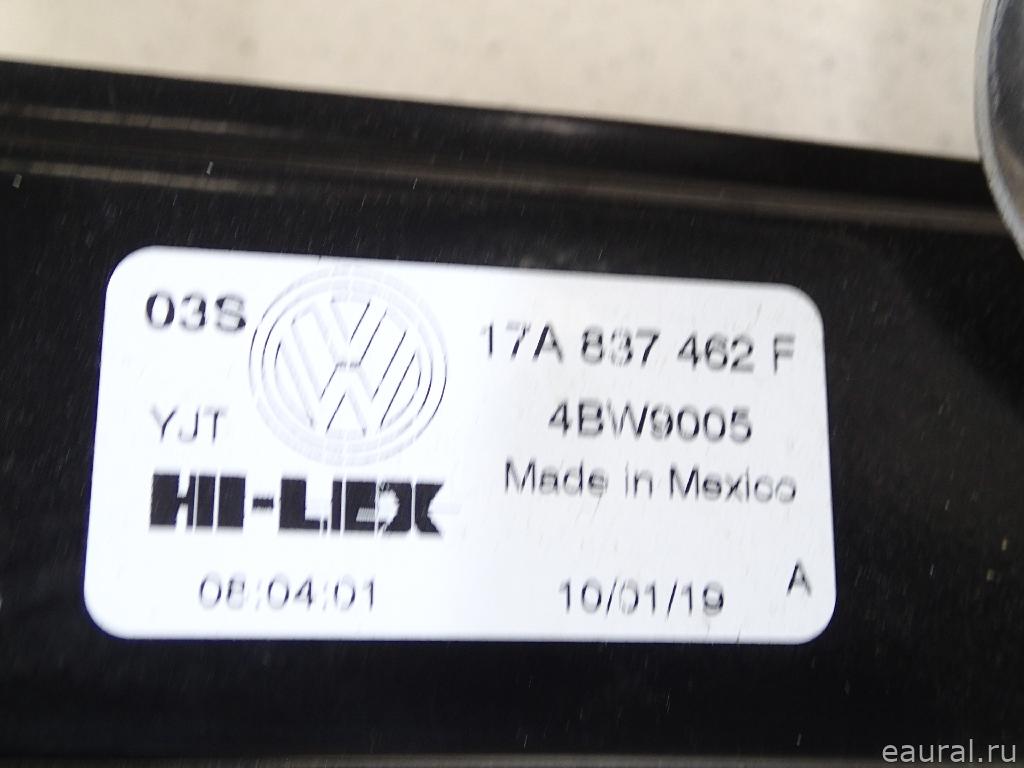 03S
17A 837 462 F
YJT
4BW9005
HI-LEX
Made in Mexico
08:04:01
10/01/19
A
eaural.ru